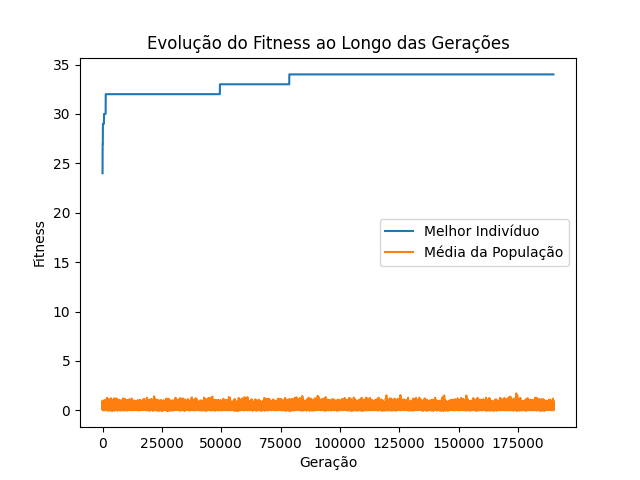 Evolução do Fitness ao Longo das Gerações
35
30
25
20
15
10
5
0
Fitness
Melhor Indivíduo
Média da População
0 25000 50000 75000 100000 125000 150000 175000
Geração